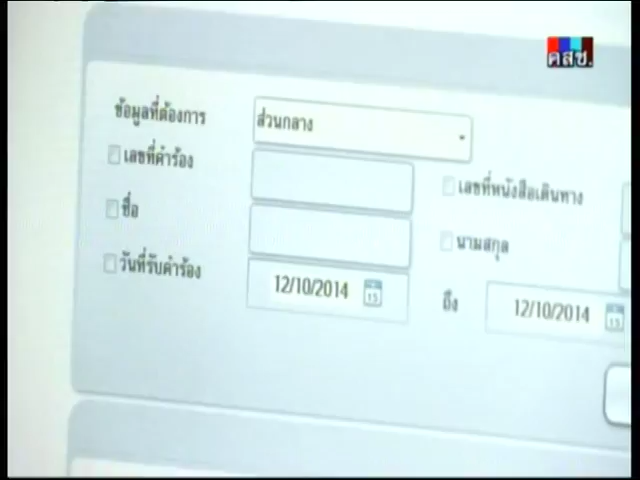 คสช.
ข้อมูลที่ต้องการ ส่วนกลาง
เลขที่คำร้อง เลขที่หนังสือเดินทาง
ชื่อ นามสกุล
วันที่รับคำร้อง 12/10/2014 15 ถึง 12/10/2014 15